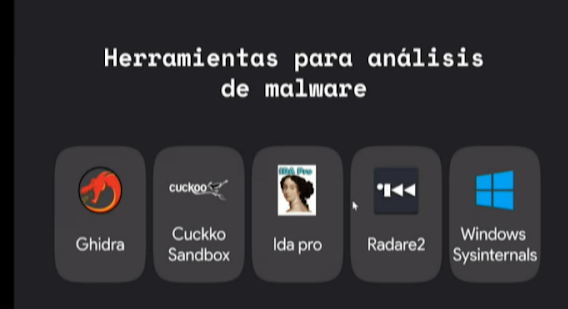 Herramientas para análisis
de malware
cuckoo
IDA Pro
Ghidra
Cuckko
Sandbox
Ida pro
Radare2
Windows
Sysinternals